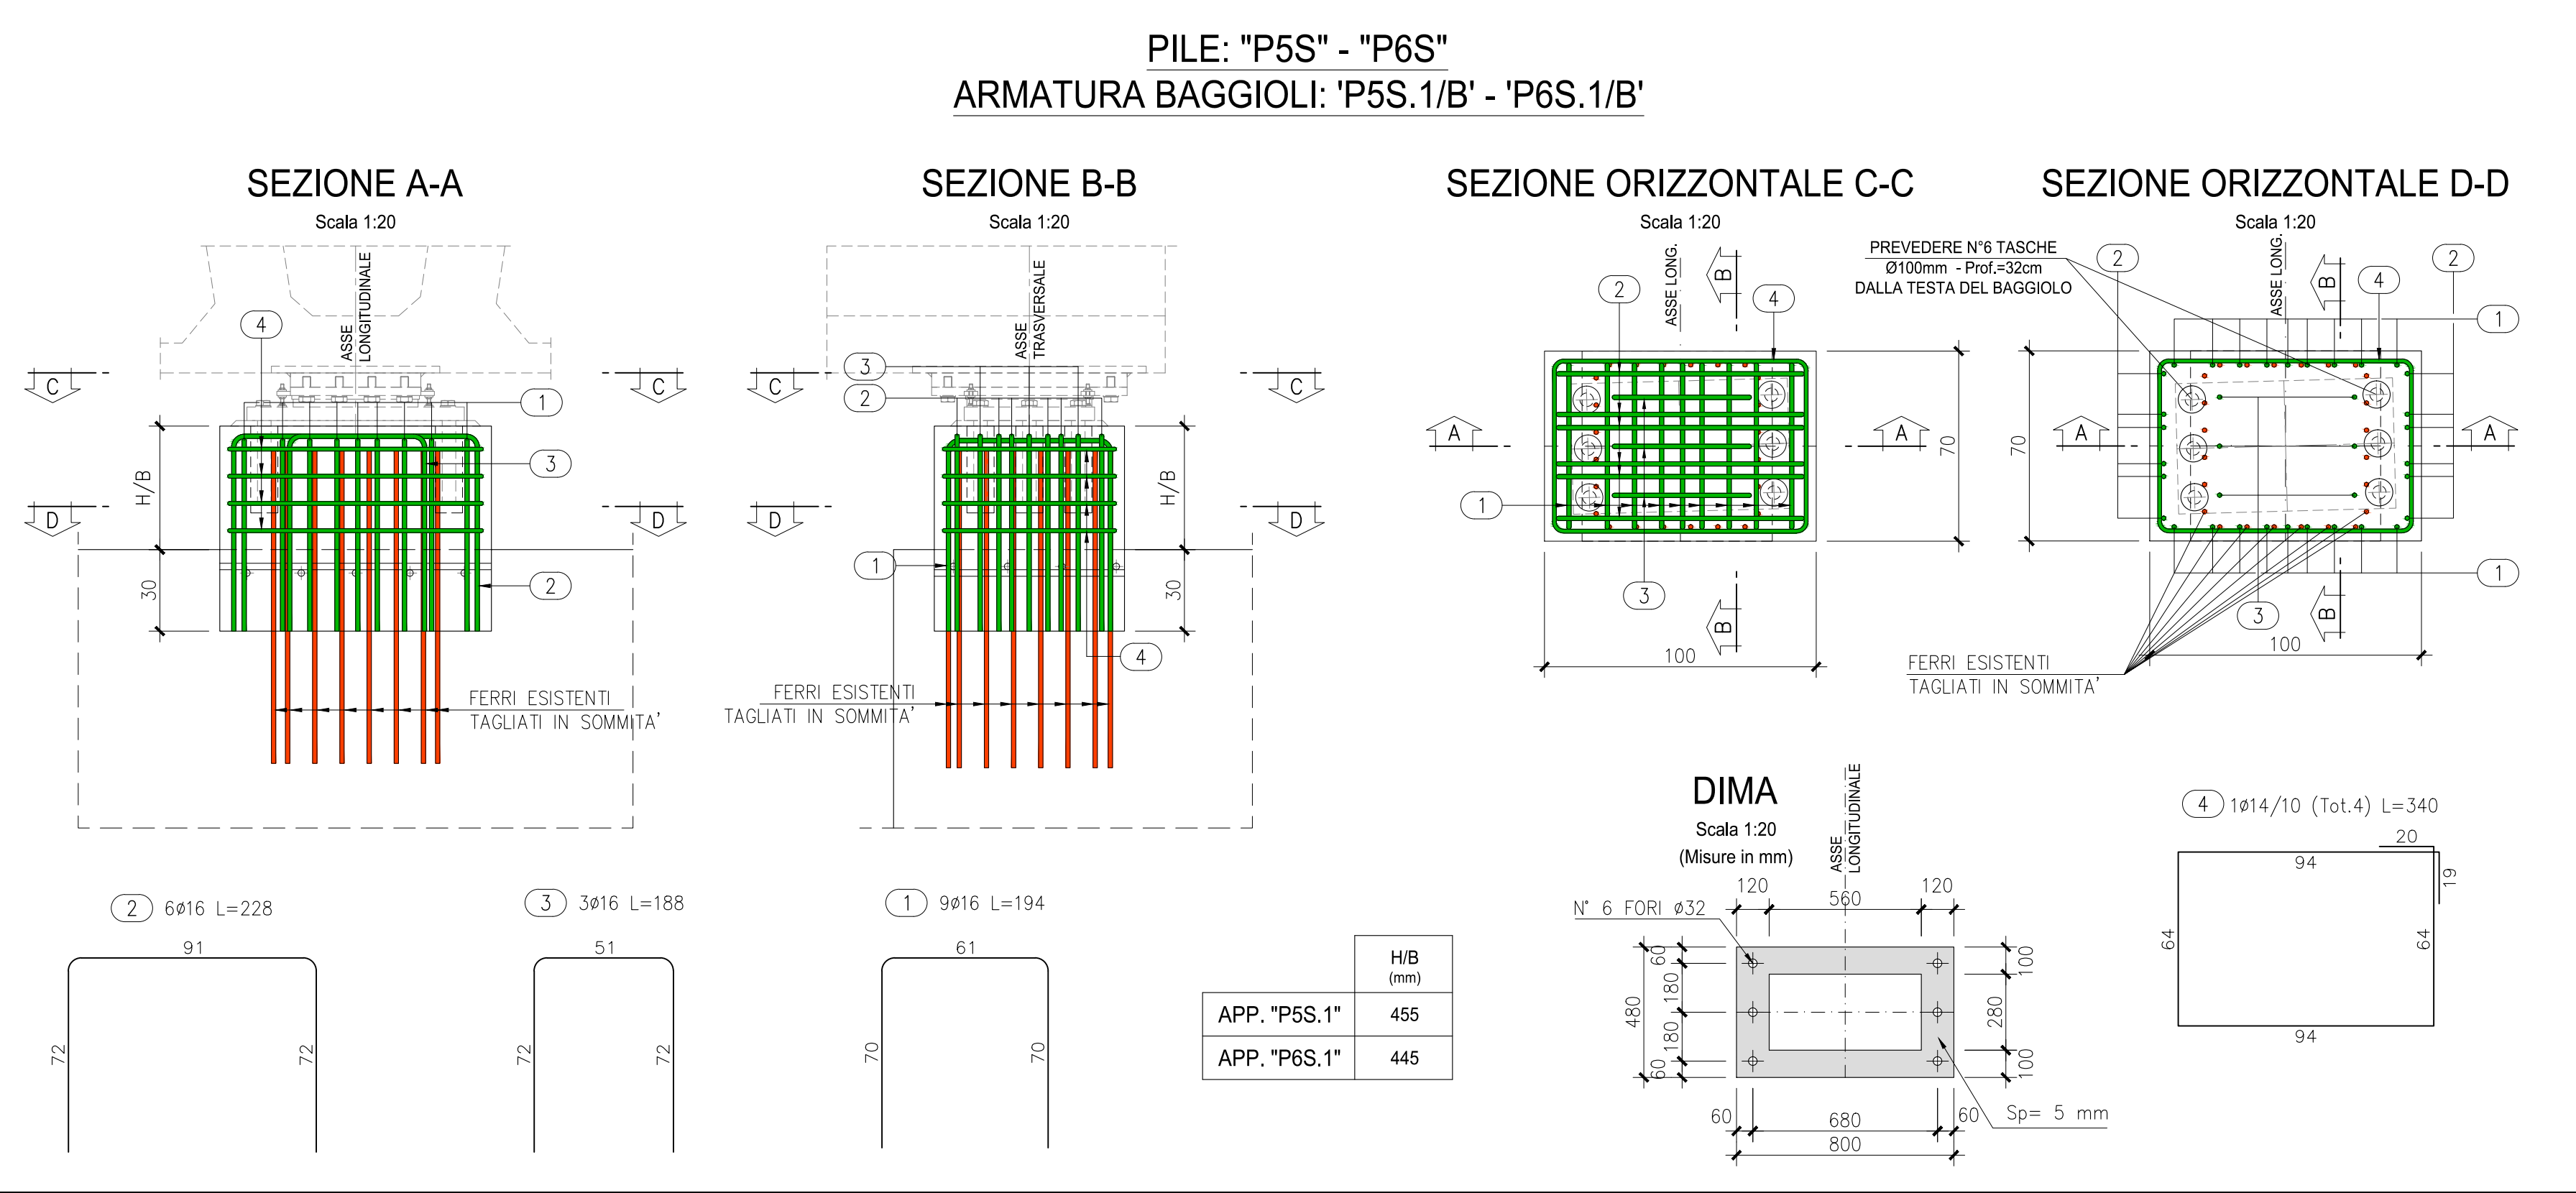 PILE: "P5S" - "P6S"
ARMATURA BAGGIOLI: 'P5S.1/B' - 'P6S.1/B'
SEZIONE A-A
Scala 1:20
ASSE
LONGITUDINALE
4
C
C
1
H/B
3
D
D
30
2
FERRI ESISTENTI
TAGLIATI IN SOMMITA'
SEZIONE B-B
Scala 1:20
ASSE
TRASVERSALE
3
C
C
2
H/B
D
D
1
30
4
FERRI ESISTENTI
TAGLIATI IN SOMMITA'
SEZIONE ORIZZONTALE C-C
Scala 1:20
ASSE LONG.
B
2
4
A
A
70
1
3
B
100
SEZIONE ORIZZONTALE D-D
Scala 1:20
PREVEDERE N°6 TASCHE
Ø100mm - Prof.=32cm
DALLA TESTA DEL BAGGIOLO
ASSE LONG.
2
B
4
2
1
70
A
A
1
3
B
100
FERRI ESISTENTI
TAGLIATI IN SOMMITA'
2 6ø16 L=228
91
72
72
3 3ø16 L=188
51
72
72
1 9ø16 L=194
61
70
70
H/B
(mm)
APP. "P5S.1" 455
APP. "P6S.1" 445
DIMA
Scala 1:20
(Misure in mm)
ASSE
LONGITUDINALE
120
560
120
N° 6 FORI ø32
480
60
180
180
60
100
280
100
60
680
60
800
Sp= 5 mm
4 1ø14/10 (Tot.4) L=340
20
94
19
64
64
94